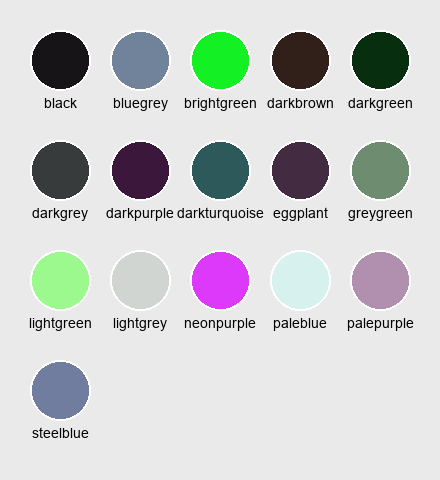 black bluegrey brightgreen darkbrown darkgreen
darkgrey darkpurple darkturquoise eggplant greygreen
lightgreen lightgrey neonpurple paleblue palepurple
steelblue